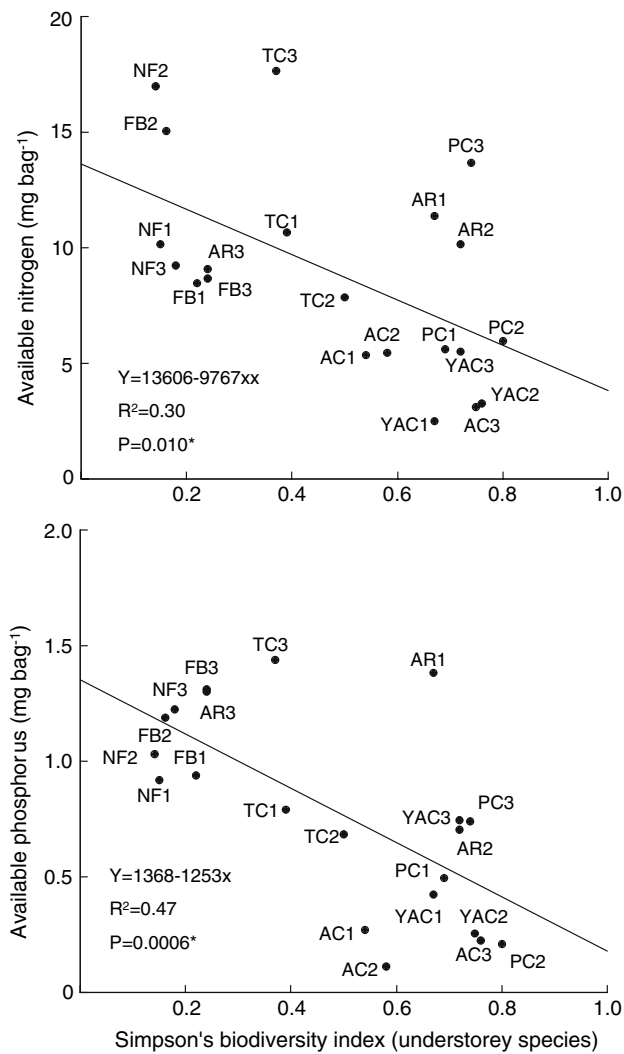 20
15
10
5
0
Available nitrogen (mg bag⁻¹)
NF2
TC3
FB2
PC3
AR1
NF1
TC1
AR2
NF3
AR3
FB1
FB3
TC2
AC2
PC1
PC2
AC1
YAC3
YAC2
YAC1
AC3
Y=13606-9767xx
R²=0.30
P=0.010*
0.2 0.4 0.6 0.8 1.0
2.0
1.5
1.0
0.5
0
Available phosphorus (mg bag⁻¹)
TC3
AR1
FB3
NF3
AR3
FB2
NF2
FB1
NF1
TC1
YAC3
PC3
TC2
AR2
PC1
YAC1
YAC2
AC1
AC3
PC2
AC2
Y=1368-1253x
R²=0.47
P=0.0006*
0 0.2 0.4 0.6 0.8 1.0
Simpson's biodiversity index (understorey species)